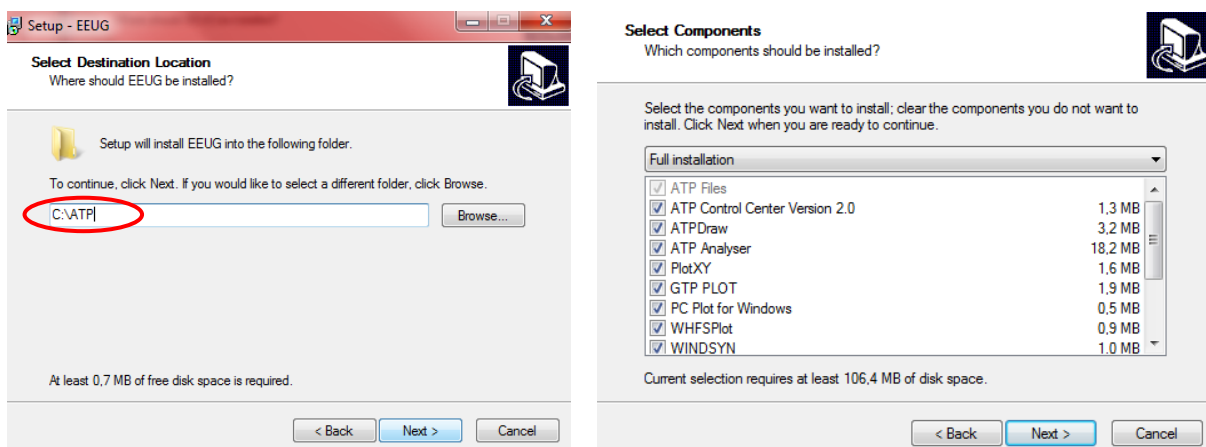 Setup - EEUG
Select Destination Location
Where should EEUG be installed?
Setup will install EEUG into the following folder.
To continue, click Next. If you would like to select a different folder, click Browse.
C:\ATP
Browse...
At least 0,7 MB of free disk space is required.
< Back Next > Cancel
Select Components
Which components should be installed?
Select the components you want to install; clear the components you do not want to
install. Click Next when you are ready to continue.
Full installation
ATP Files
ATP Control Center Version 2.0 1,3 MB
ATPDraw 3,2 MB
ATP Analyser 18,2 MB
PlotXY 1,6 MB
GTP PLOT 1,9 MB
PC Plot for Windows 0,5 MB
WHFSPlot 0,9 MB
WINDSYN 1,0 MB
Current selection requires at least 106,4 MB of disk space.
< Back Next > Cancel